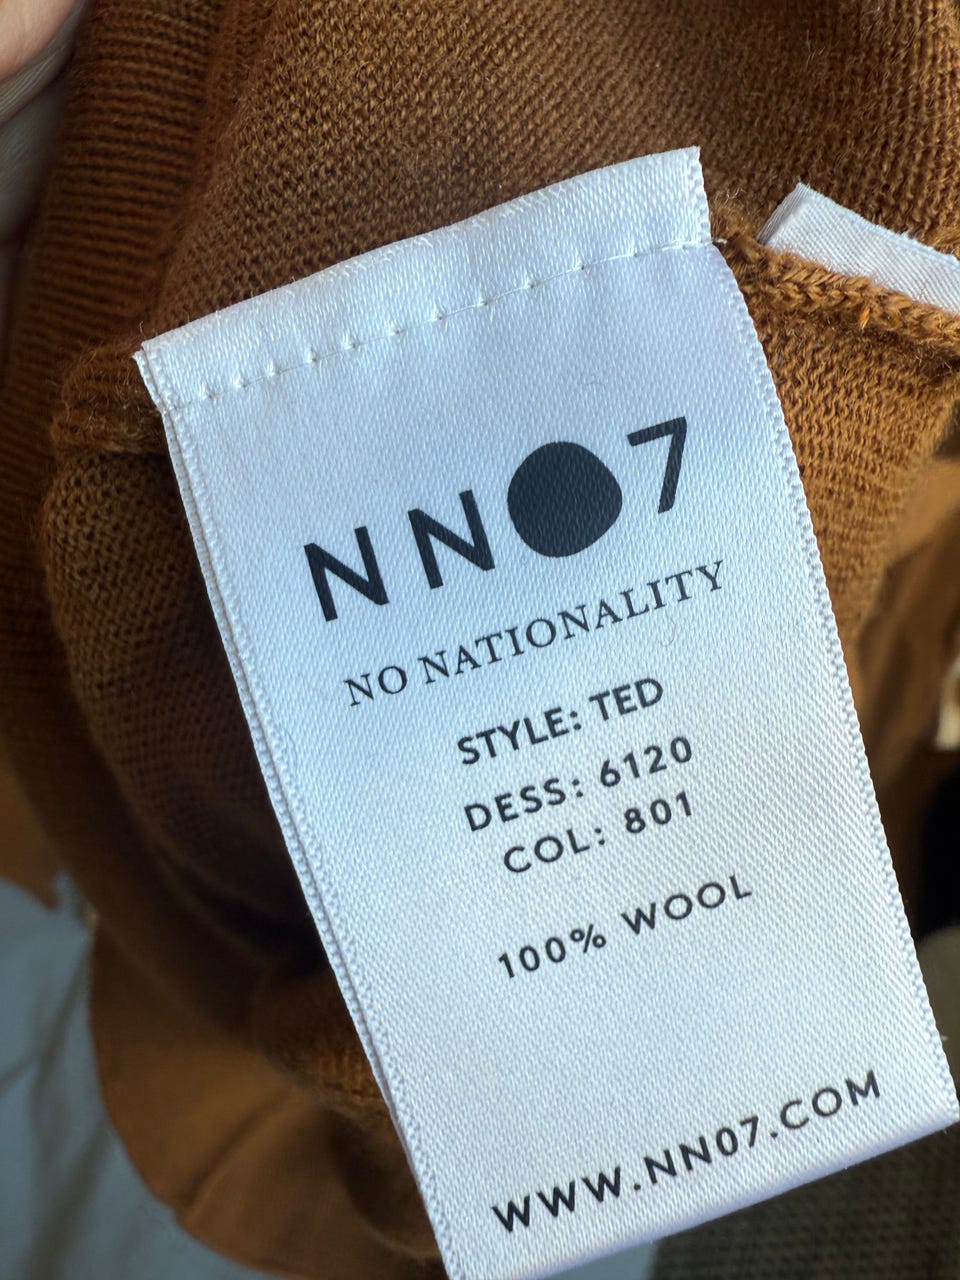 NN07
NO NATIONALITY
STYLE: TED
DESS: 6120
COL: 801
100% WOOL
WWW.NN07.COM